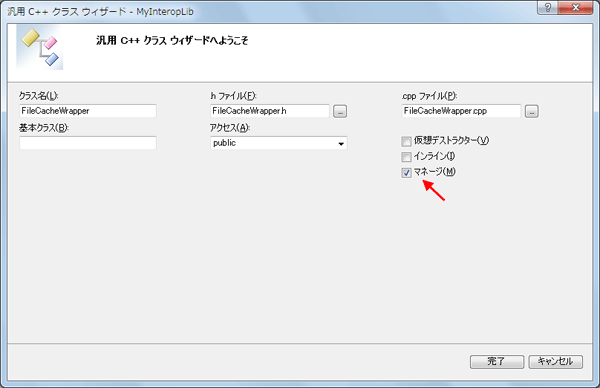 汎用 C++ クラス ウィザード - MyInteropLib
汎用 C++ クラス ウィザードへようこそ
クラス名(L): .h ファイル(F): .cpp ファイル(P):
FileCacheWrapper FileCacheWrapper.h ... FileCacheWrapper.cpp ...
基本クラス(B): アクセス(A):
public
仮想デストラクター(V)
インライン(I)
マネージ(M)
完了 キャンセル